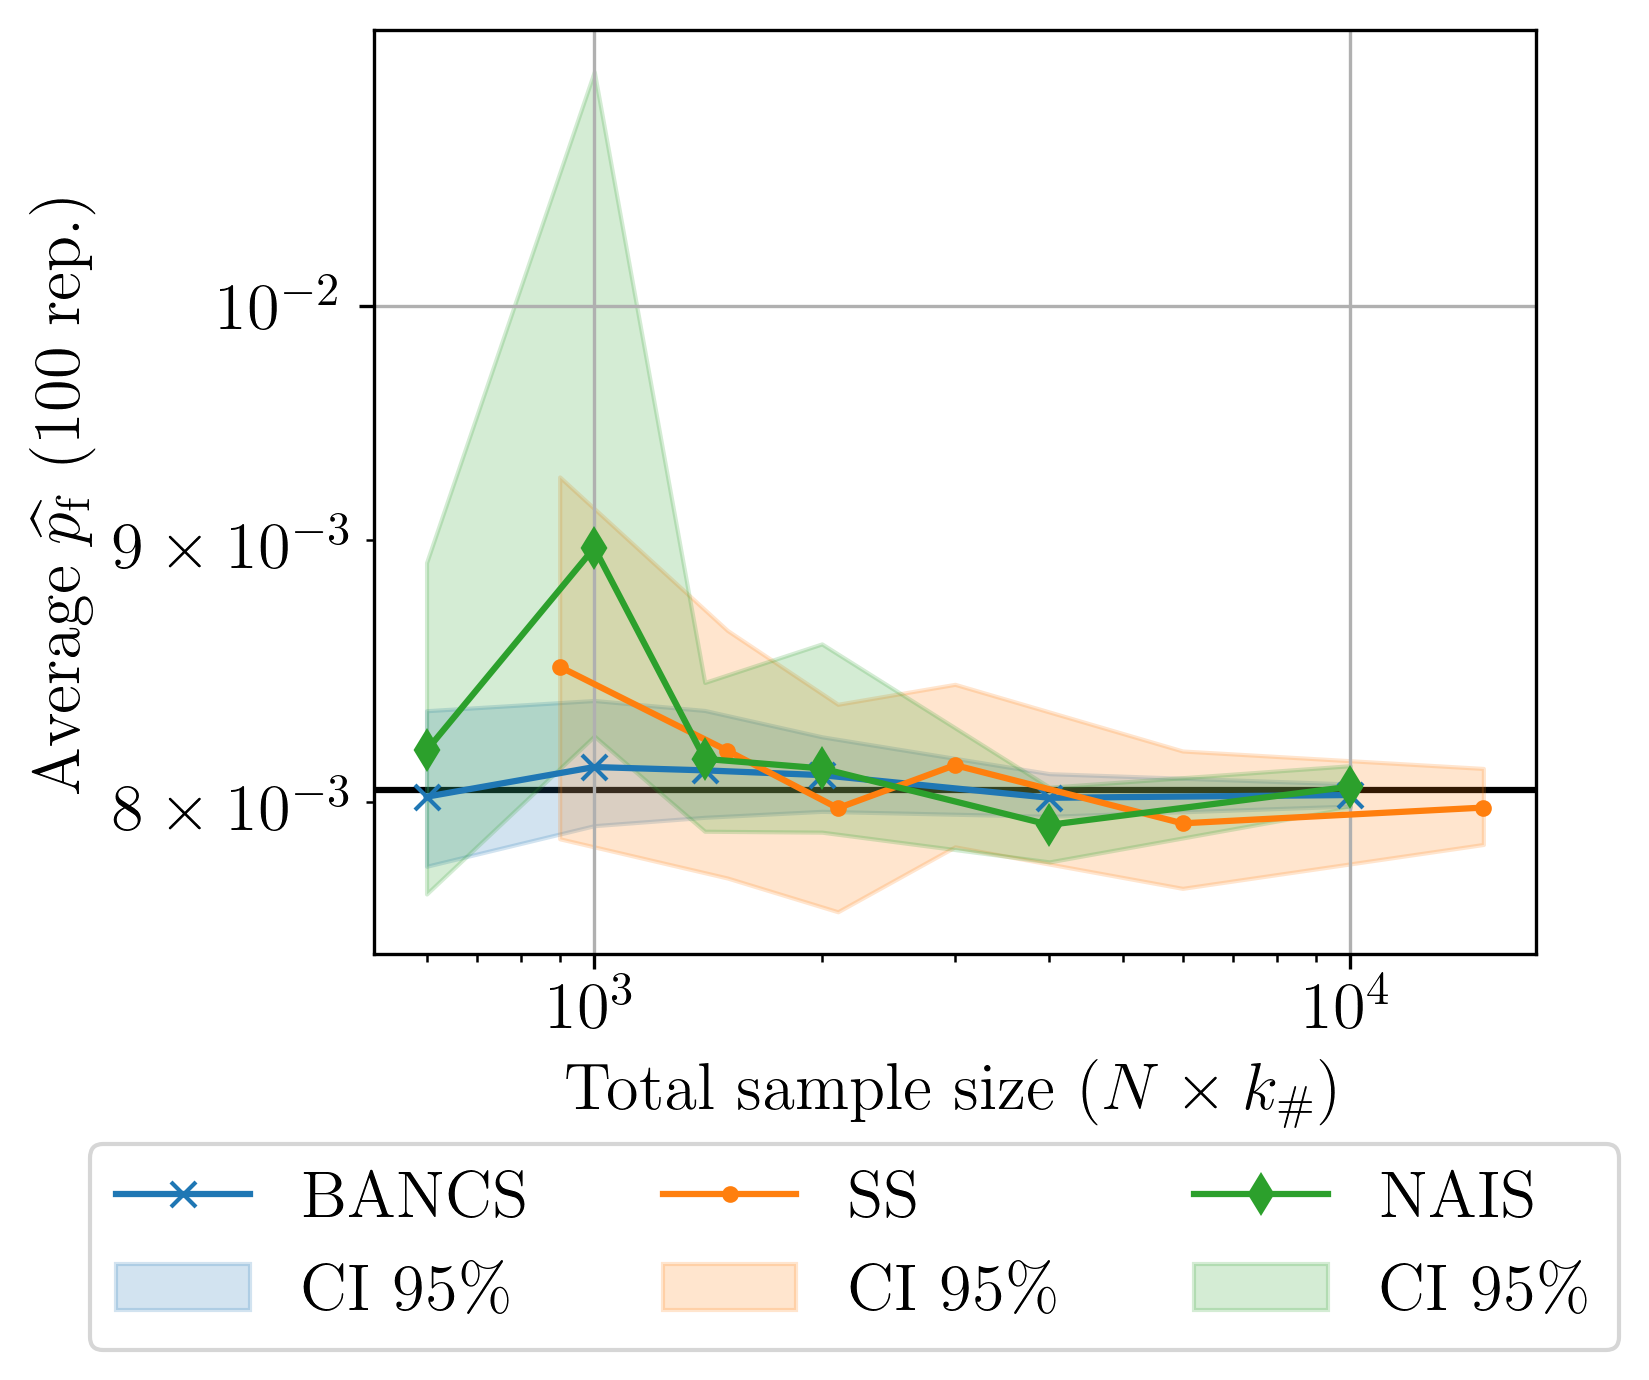 Average $\widehat{p_{\mathrm{f}}}$ (100 rep.)
$10^{-2}$
$9 \times 10^{-3}$
$8 \times 10^{-3}$
$10^{3}$ $10^{4}$
Total sample size ($N \times k_{\#}$)
BANCS SS NAIS
CI 95% CI 95% CI 95%